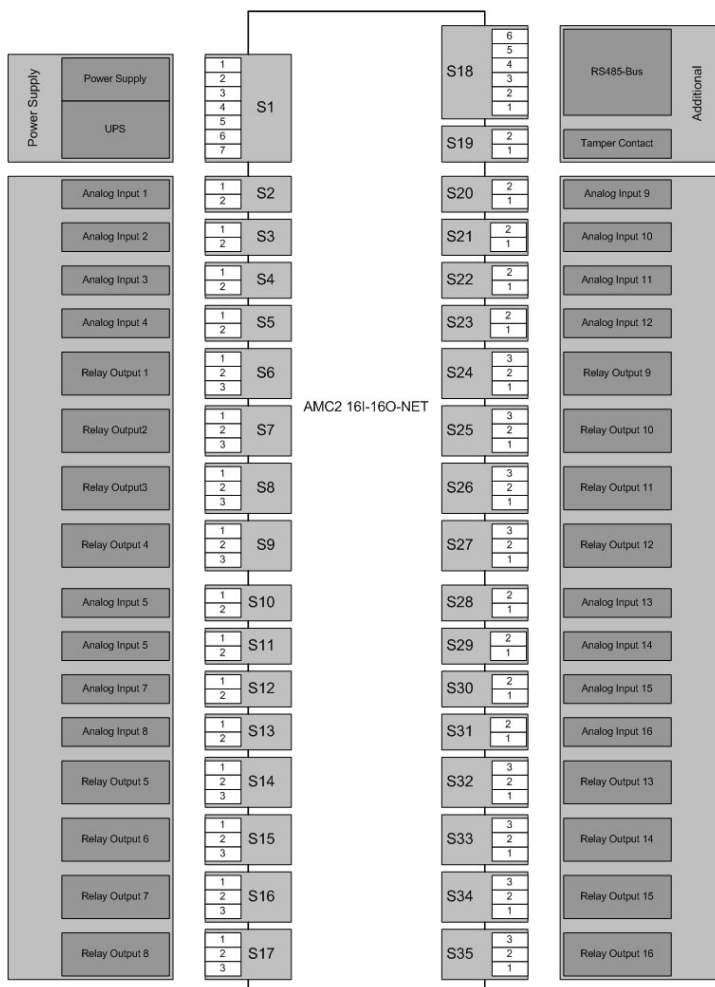 Power Supply
Power Supply
UPS
1
2
3
4
5
6
7
S1
Analog Input 1
1
2
S2
Analog Input 2
1
2
S3
Analog Input 3
1
2
S4
Analog Input 4
1
2
S5
Relay Output 1
1
2
3
S6
Relay Output2
1
2
3
S7
Relay Output3
1
2
3
S8
Relay Output 4
1
2
3
S9
Analog Input 5
1
2
S10
Analog Input 5
1
2
S11
Analog Input 7
1
2
S12
Analog Input 8
1
2
S13
Relay Output 5
1
2
3
S14
Relay Output 6
1
2
3
S15
Relay Output 7
1
2
3
S16
Relay Output 8
1
2
3
S17
AMC2 16I-16O-NET
S18
6
5
4
3
2
1
RS485-Bus
Additional
S19
2
1
Tamper Contact
S20
2
1
Analog Input 9
S21
2
1
Analog Input 10
S22
2
1
Analog Input 11
S23
2
1
Analog Input 12
S24
3
2
1
Relay Output 9
S25
3
2
1
Relay Output 10
S26
3
2
1
Relay Output 11
S27
3
2
1
Relay Output 12
S28
2
1
Analog Input 13
S29
2
1
Analog Input 14
S30
2
1
Analog Input 15
S31
2
1
Analog Input 16
S32
3
2
1
Relay Output 13
S33
3
2
1
Relay Output 14
S34
3
2
1
Relay Output 15
S35
3
2
1
Relay Output 16